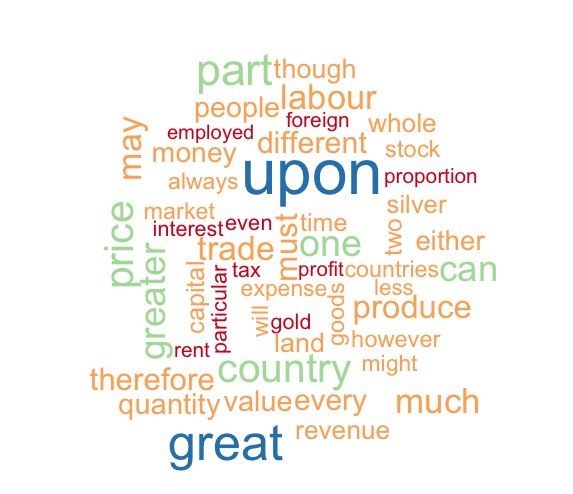 part though
people labour
foreign
employed different whole
may money stock
always upon proportion
silver
market
interest even time two
price trade must one either
greater capital particular tax profit countries can
expense goods less
will gold produce
rent land however
country might
therefore
quantity value every much
great revenue